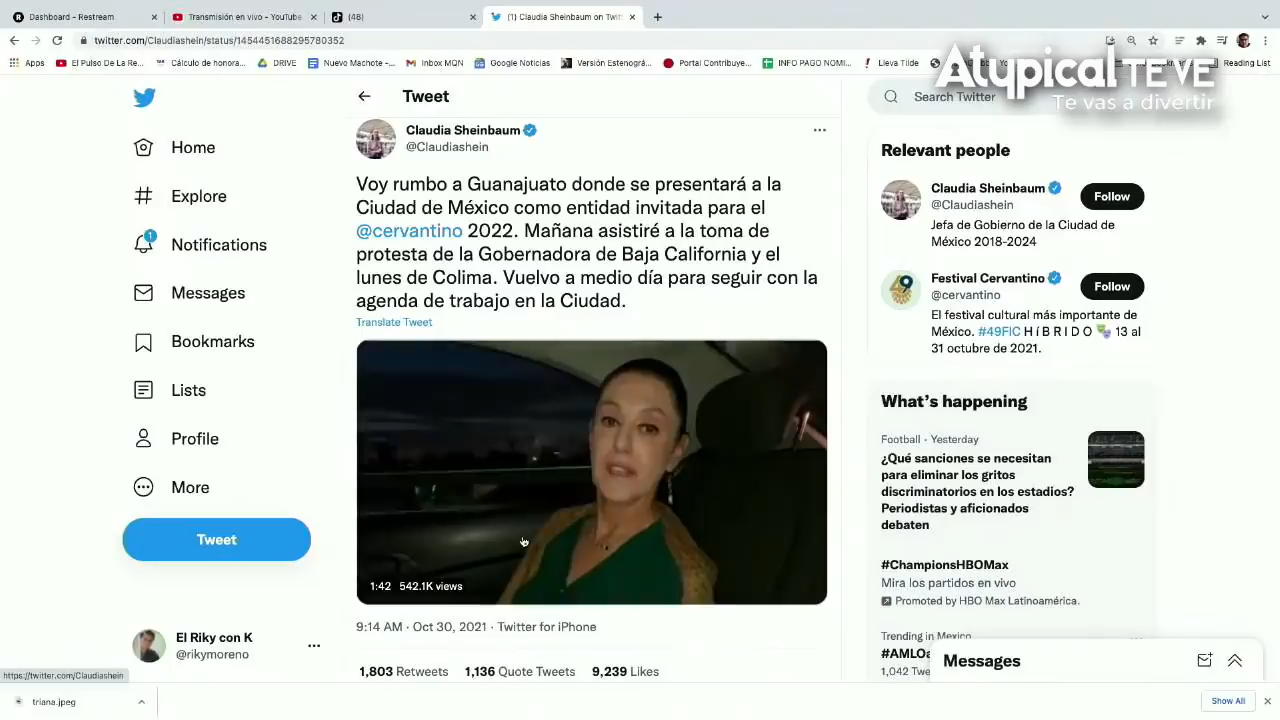 Dashboard - Restream
Transmisión en vivo - YouTube
(48)
(1) Claudia Sheinbaum on Twit
twitter.com/Claudiashein/status/1454451688295780352
Apps
El Pulso De La Re...
Cálculo de honora...
DRIVE
Nuevo Machote -...
Inbox MQN
Google Noticias
Versión Estenográ...
Portal Contribuye...
INFO PAGO NOMI...
Lleva Tilde
Reading List
Atypical TEVE
Te vas a divertir
Home
Explore
Notifications
1
Messages
Bookmarks
Lists
Profile
More
Tweet
El Riky con K
@rikymoreno
Tweet
Claudia Sheinbaum
@Claudiashein
Voy rumbo a Guanajuato donde se presentará a la
Ciudad de México como entidad invitada para el
@cervantino 2022. Mañana asistiré a la toma de
protesta de la Gobernadora de Baja California y el
lunes de Colima. Vuelvo a medio día para seguir con la
agenda de trabajo en la Ciudad.
Translate Tweet
1:42 542.1K views
9:14 AM · Oct 30, 2021 · Twitter for iPhone
1,803 Retweets 1,136 Quote Tweets 9,239 Likes
Search Twitter
Relevant people
Claudia Sheinbaum
@Claudiashein
Follow
Jefa de Gobierno de la Ciudad de
México 2018-2024
49
Festival Cervantino
@cervantino
Follow
El festival cultural más importante de
México. #49FIC H í B R I D O 🎭 13 al
31 octubre de 2021.
What's happening
Football · Yesterday
¿Qué sanciones se necesitan
para eliminar los gritos
discriminatorios en los estadios?
Periodistas y aficionados
debaten
#ChampionsHBOMax
Mira los partidos en vivo
Promoted by HBO Max Latinoamérica.
Trending in Mexico
#AMLO
1,042 Twe
Messages
https://twitter.com/Claudiashein
triana.jpeg
Show All